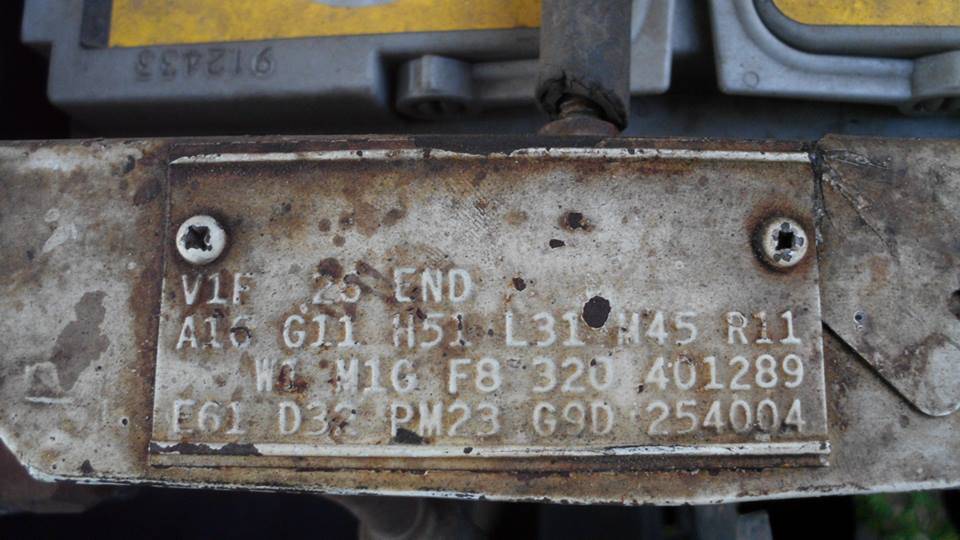 912433
V1F 23 END
A16 G11 H51 L31 M45 R11
W1 M1G F8 320 401289
E61 D32 PM23 G9D 254004